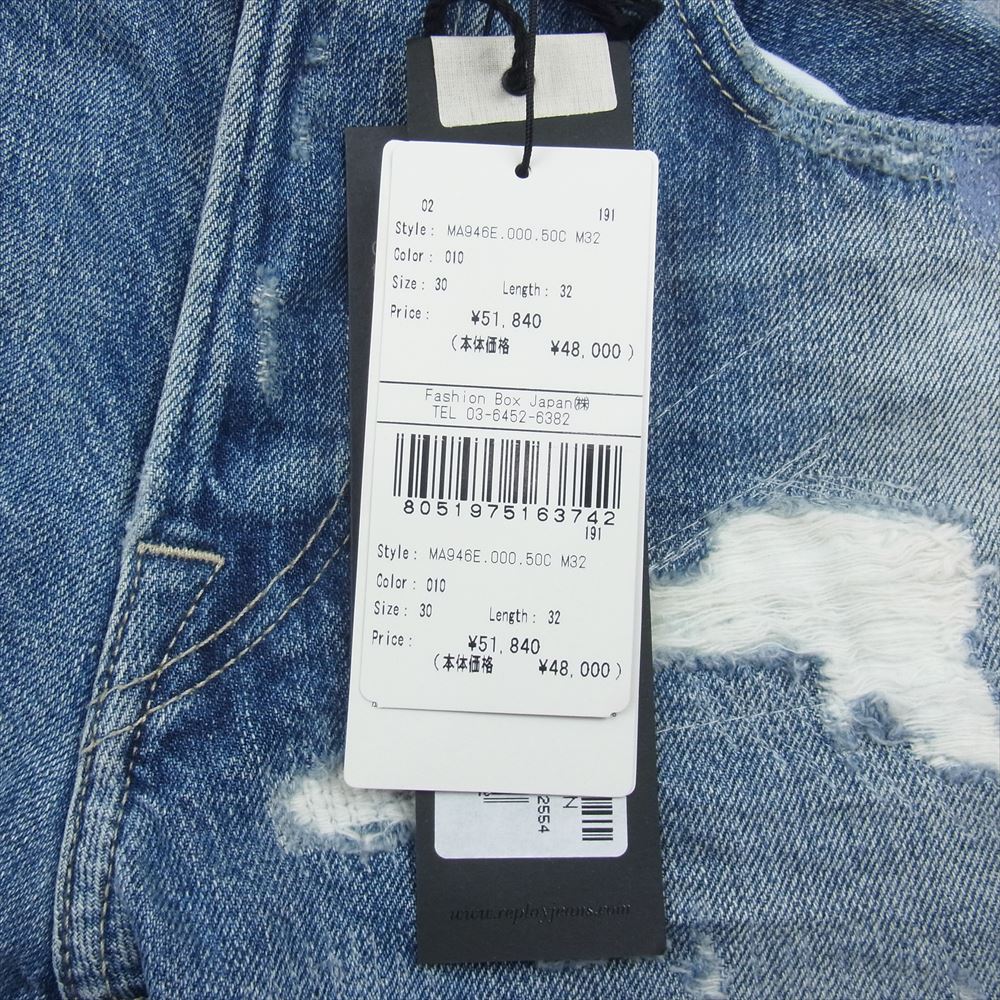 02 191
Style: MA946E.000.50C M32
Color: 010
Size: 30 Length: 32
Price: ¥51,840
(本体価格 ¥48,000)
Fashion Box Japan㈱
TEL 03-6452-6382
8051975163742
191
Style: MA946E.000.50C M32
Color: 010
Size: 30 Length: 32
Price: ¥51,840
(本体価格 ¥48,000)
2554
N
www.replayjeans.com